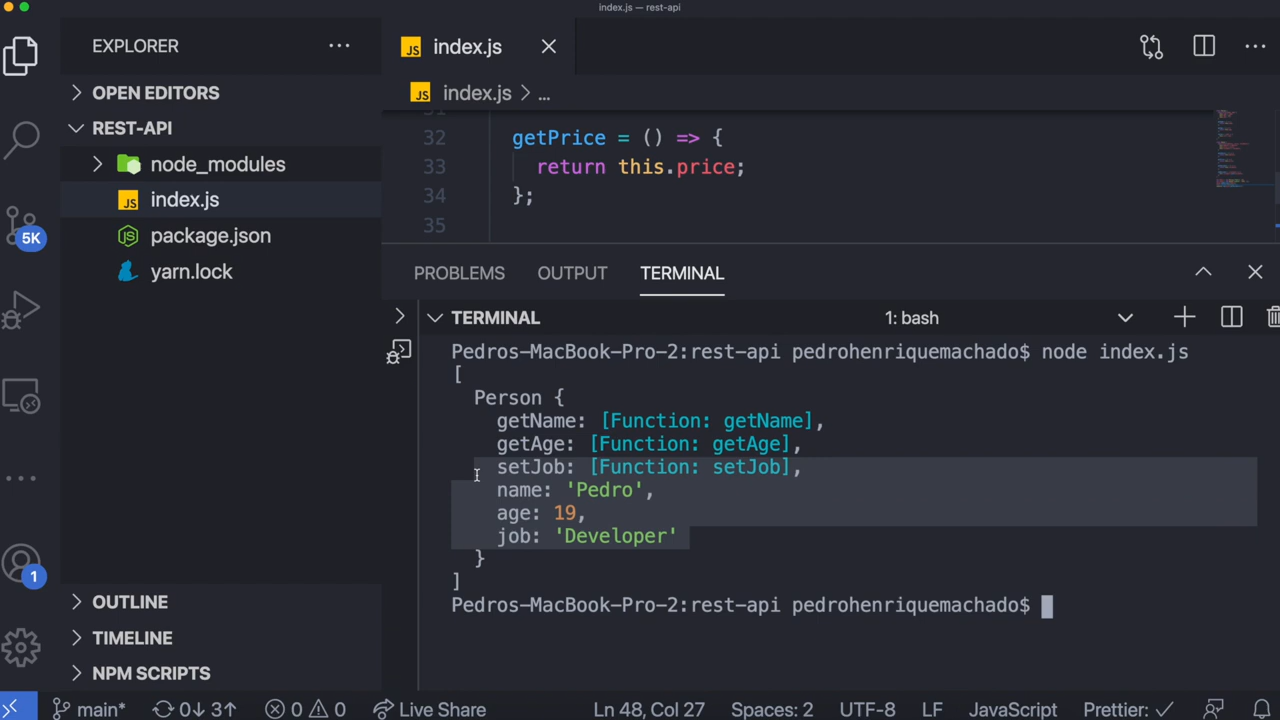 index.js - rest-api
EXPLORER
index.js
OPEN EDITORS
index.js > ...
REST-API
node_modules
index.js
package.json
yarn.lock
5K
32 getPrice = () => {
33 return this.price;
34 };
35
PROBLEMS OUTPUT TERMINAL
TERMINAL 1: bash
Pedros-MacBook-Pro-2:rest-api pedrohenriquemachado$ node index.js
[
Person {
getName: [Function: getName],
getAge: [Function: getAge],
setJob: [Function: setJob],
name: 'Pedro',
age: 19,
job: 'Developer'
}
]
Pedros-MacBook-Pro-2:rest-api pedrohenriquemachado$
1
OUTLINE
TIMELINE
NPM SCRIPTS
main* 0↓ 3↑ 0 0 Live Share Ln 48, Col 27 Spaces: 2 UTF-8 LF JavaScript Prettier: ✓